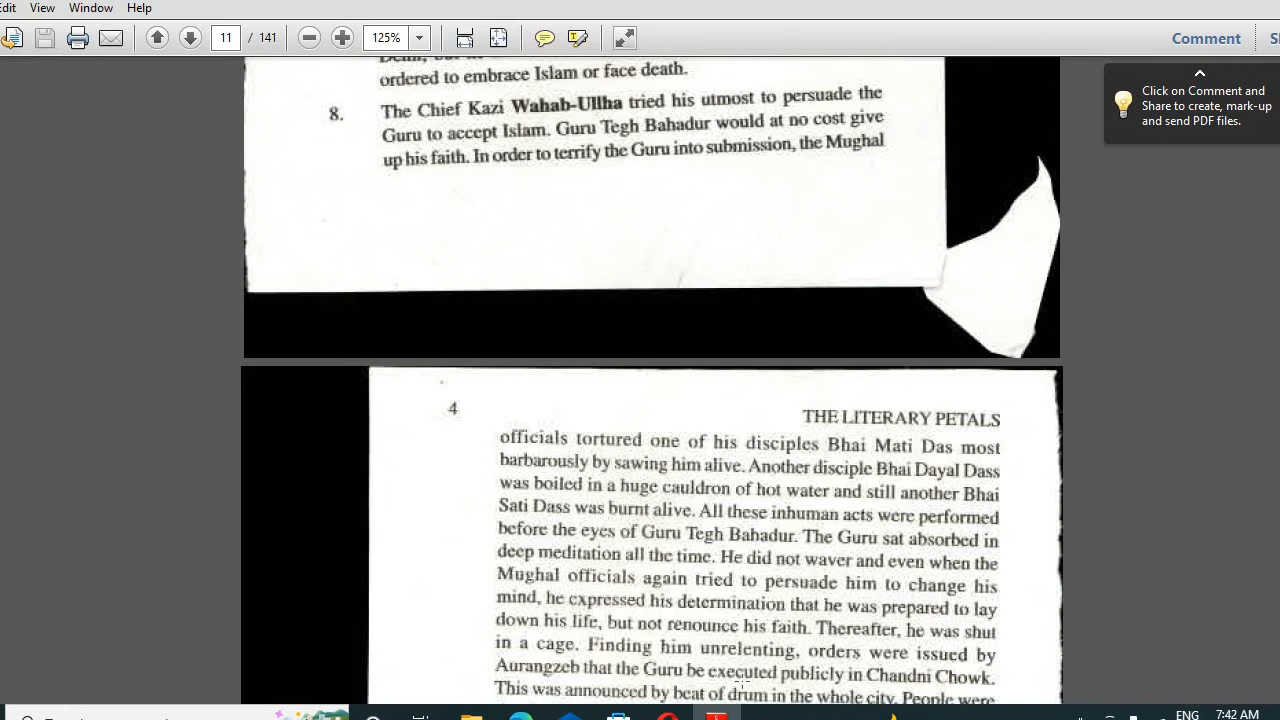 Edit View Window Help
11 / 141 125% Comment
Click on Comment and
Share to create, mark-up
and send PDF files.
ordered to embrace Islam or face death.
8. The Chief Kazi Wahab-Ullha tried his utmost to persuade the
Guru to accept Islam. Guru Tegh Bahadur would at no cost give
up his faith. In order to terrify the Guru into submission, the Mughal
4 THE LITERARY PETALS
officials tortured one of his disciples Bhai Mati Das most
barbarously by sawing him alive. Another disciple Bhai Dayal Dass
was boiled in a huge cauldron of hot water and still another Bhai
Sati Dass was burnt alive. All these inhuman acts were performed
before the eyes of Guru Tegh Bahadur. The Guru sat absorbed in
deep meditation all the time. He did not waver and even when the
Mughal officials again tried to persuade him to change his
mind, he expressed his determination that he was prepared to lay
down his life, but not renounce his faith. Thereafter, he was shut
in a cage. Finding him unrelenting, orders were issued by
Aurangzeb that the Guru be executed publicly in Chandni Chowk.
This was announced by beat of drum in the whole city. People were
ENG 7:42 AM